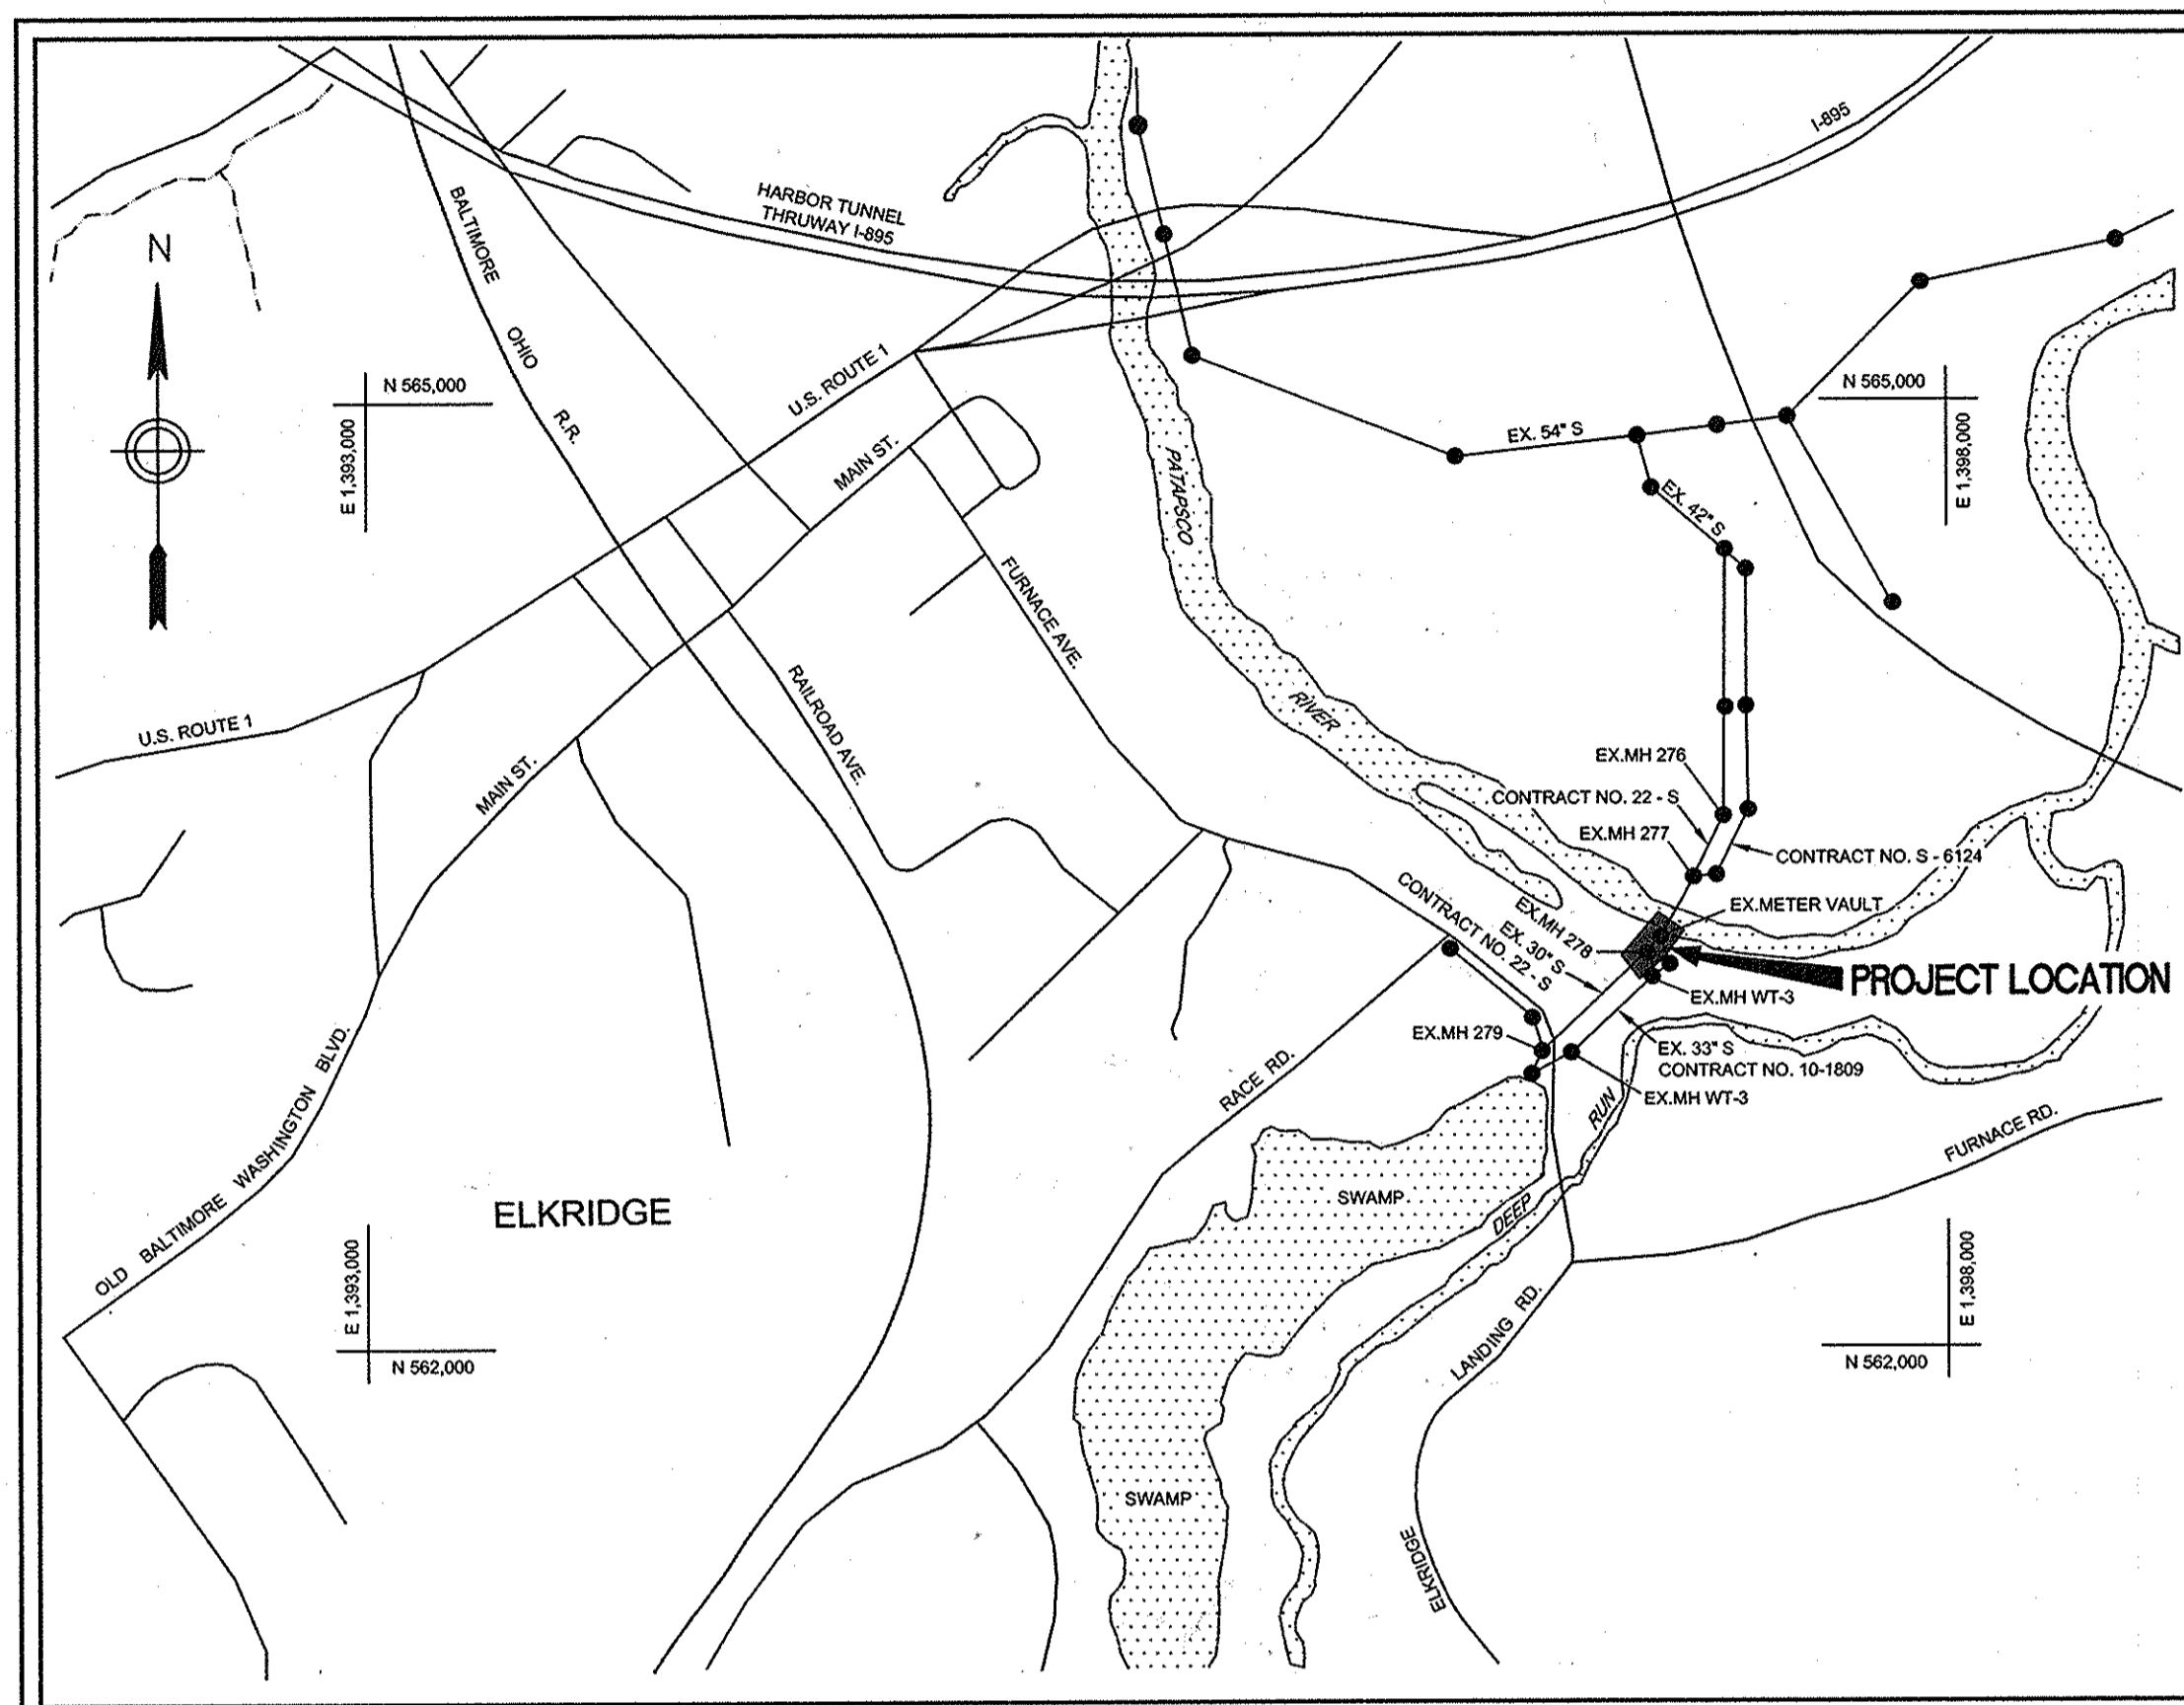 I-895
HARBOR TUNNEL
THRUWAY I-895
BALTIMORE
OHIO
R.R.
N
N 565,000
E 1,393,000
U.S. ROUTE 1
MAIN ST.
N 565,000
E 1,398,000
EX. 54" S
EX. 42" S
PATAPSCO
RIVER
FURNACE AVE.
RAILROAD AVE.
U.S. ROUTE 1
MAIN ST.
EX.MH 276
CONTRACT NO. 22 - S
EX.MH 277
CONTRACT NO. S - 6124
EX.METER VAULT
EX.MH 278
EX. 30" S
CONTRACT NO. 22 - S
PROJECT LOCATION
EX.MH WT-3
EX.MH 279
EX. 33" S
CONTRACT NO. 10-1809
EX.MH WT-3
RACE RD.
RUN
DEEP
FURNACE RD.
OLD BALTIMORE WASHINGTON BLVD.
ELKRIDGE
SWAMP
E 1,393,000
N 562,000
E 1,398,000
N 562,000
LANDING RD.
ELKRIDGE
SWAMP